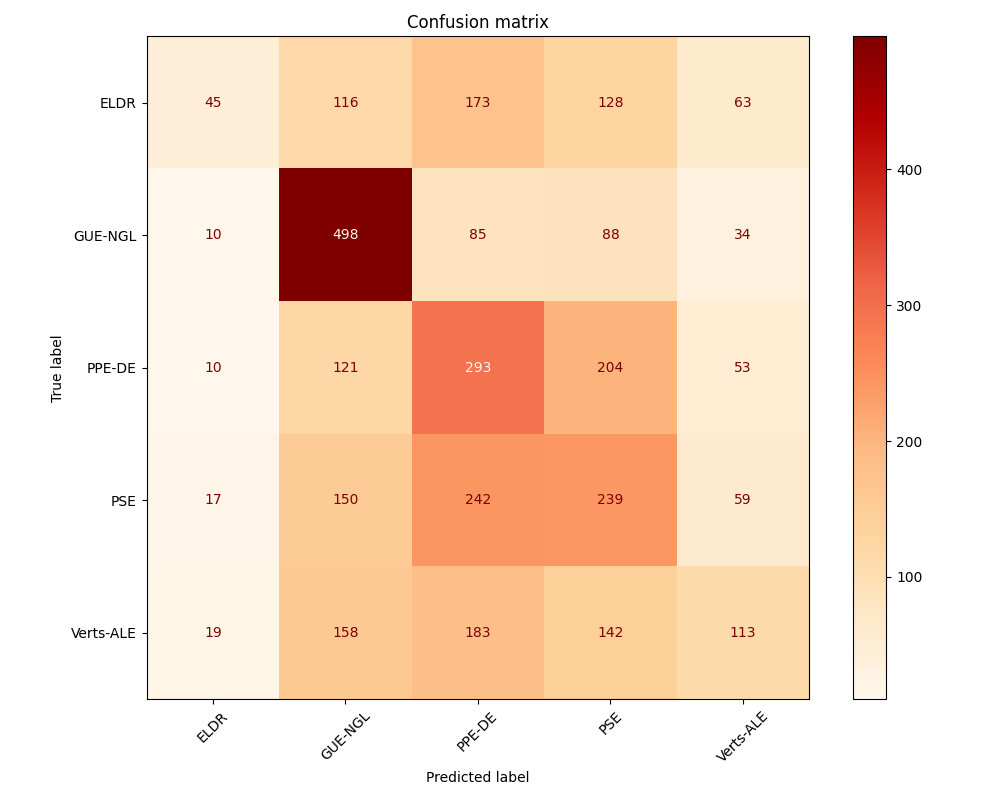 Confusion matrix
True label
ELDR 45 116 173 128 63
GUE-NGL 10 498 85 88 34
PPE-DE 10 121 293 204 53
PSE 17 150 242 239 59
Verts-ALE 19 158 183 142 113
ELDR GUE-NGL PPE-DE PSE Verts-ALE
Predicted label
400
300
200
100